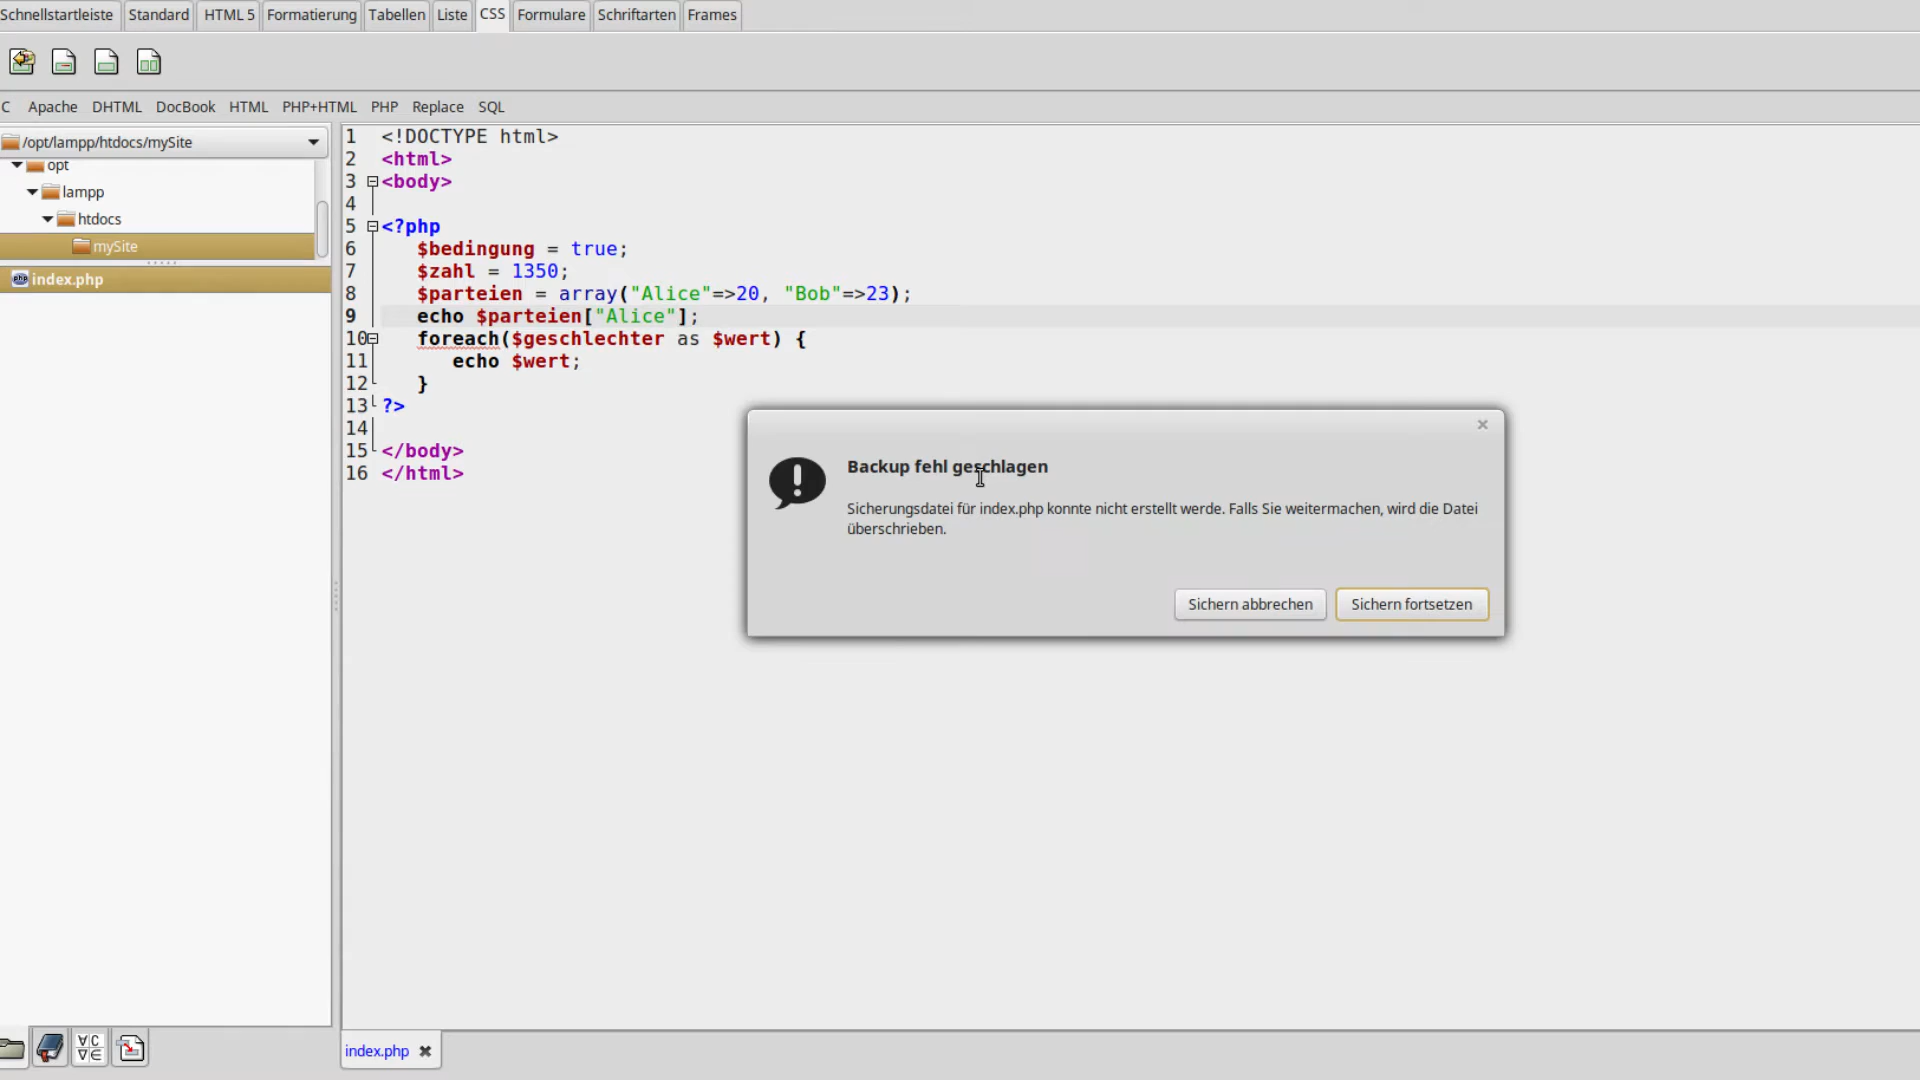 Schnellstartleiste Standard HTML 5 Formatierung Tabellen Liste CSS Formulare Schriftarten Frames
C Apache DHTML DocBook HTML PHP+HTML PHP Replace SQL
/opt/lampp/htdocs/mySite
opt
lampp
htdocs
mySite
index.php
1 <!DOCTYPE html>
2 <html>
3 <body>
4
5 <?php
6 $bedingung = true;
7 $zahl = 1350;
8 $parteien = array("Alice"=>20, "Bob"=>23);
9 echo $parteien["Alice"];
10 foreach($geschlechter as $wert) {
11 echo $wert;
12 }
13 ?>
14
15 </body>
16 </html>
Backup fehl geschlagen
Sicherungsdatei für index.php konnte nicht erstellt werde. Falls Sie weitermachen, wird die Datei
überschrieben.
Sichern abbrechen Sichern fortsetzen
index.php